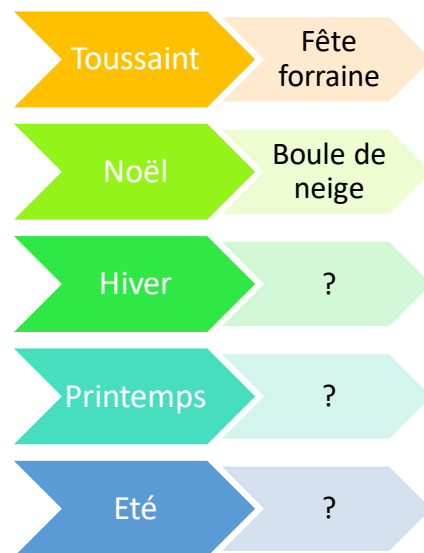 Toussaint
Fête
forraine
Noël
Boule de
neige
Hiver
?
Printemps
?
Eté
?